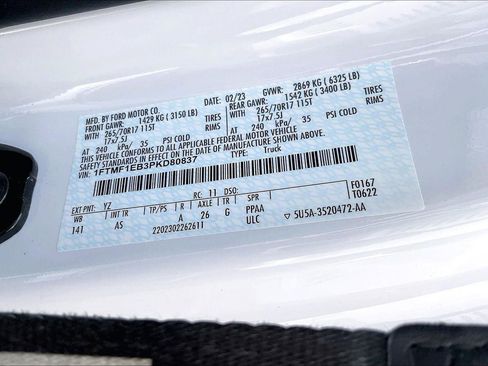 MFD. BY FORD MOTOR CO.
02/23 GVWR: 2869 KG ( 6325 LB)
FRONT GAWR: 1429 KG ( 3150 LB)
REAR GAWR: 1542 KG ( 3400 LB)
WITH 265/70R17 115T TIRES
WITH 265/70R17 115T TIRES
17x7.5J RIMS
17x7.5J RIMS
AT 240 kPa/ 35 PSI COLD
AT 240 kPa/ 35 PSI COLD
THIS VEHICLE CONFORMS TO ALL APPLICABLE FEDERAL MOTOR VEHICLE
SAFETY STANDARDS IN EFFECT ON THE DATE OF MANUFACTURE SHOWN ABOVE.
VIN: 1FTMF1EB3PKD80837
Truck
F0167
T0622
EXT PNT: YZ RC: 11 DSO:
WB INT TR TP/PS R AXLE TR SPR
141 AS A 26 G PPAA
2202302262611 ULC
5U5A-3520472-AA